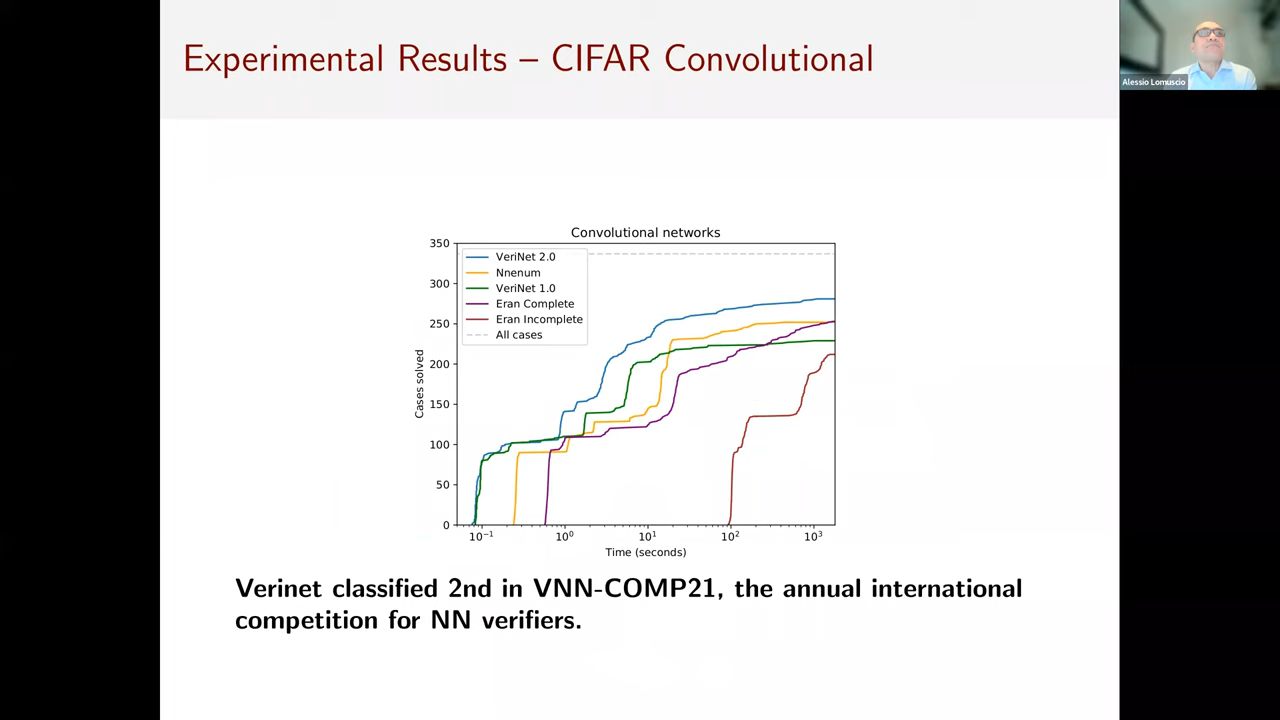 Experimental Results – CIFAR Convolutional
Alessio Lomuscio
Convolutional networks
350
300
250
200
150
100
50
0
Cases solved
VeriNet 2.0
Nnenum
VeriNet 1.0
Eran Complete
Eran Incomplete
All cases
10⁻¹ 10⁰ 10¹ 10² 10³
Time (seconds)
Verinet classified 2nd in VNN-COMP21, the annual international
competition for NN verifiers.